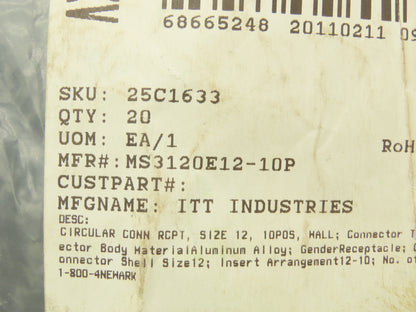 68665248 20110211 09
SKU: 25C1633
QTY: 20
UOM: EA/1
RoH
MFR#: MS3120E12-10P
CUSTPART#:
MFGNAME: ITT INDUSTRIES
DESC:
CIRCULAR CONN RCPT, SIZE 12, 10POS, WALL; Connector T
ector Body MaterialAluminum Alloy; GenderReceptacle; C
onnector Shell Size12; Insert Arrangement12-10; No. of
1-800-4NEWARK